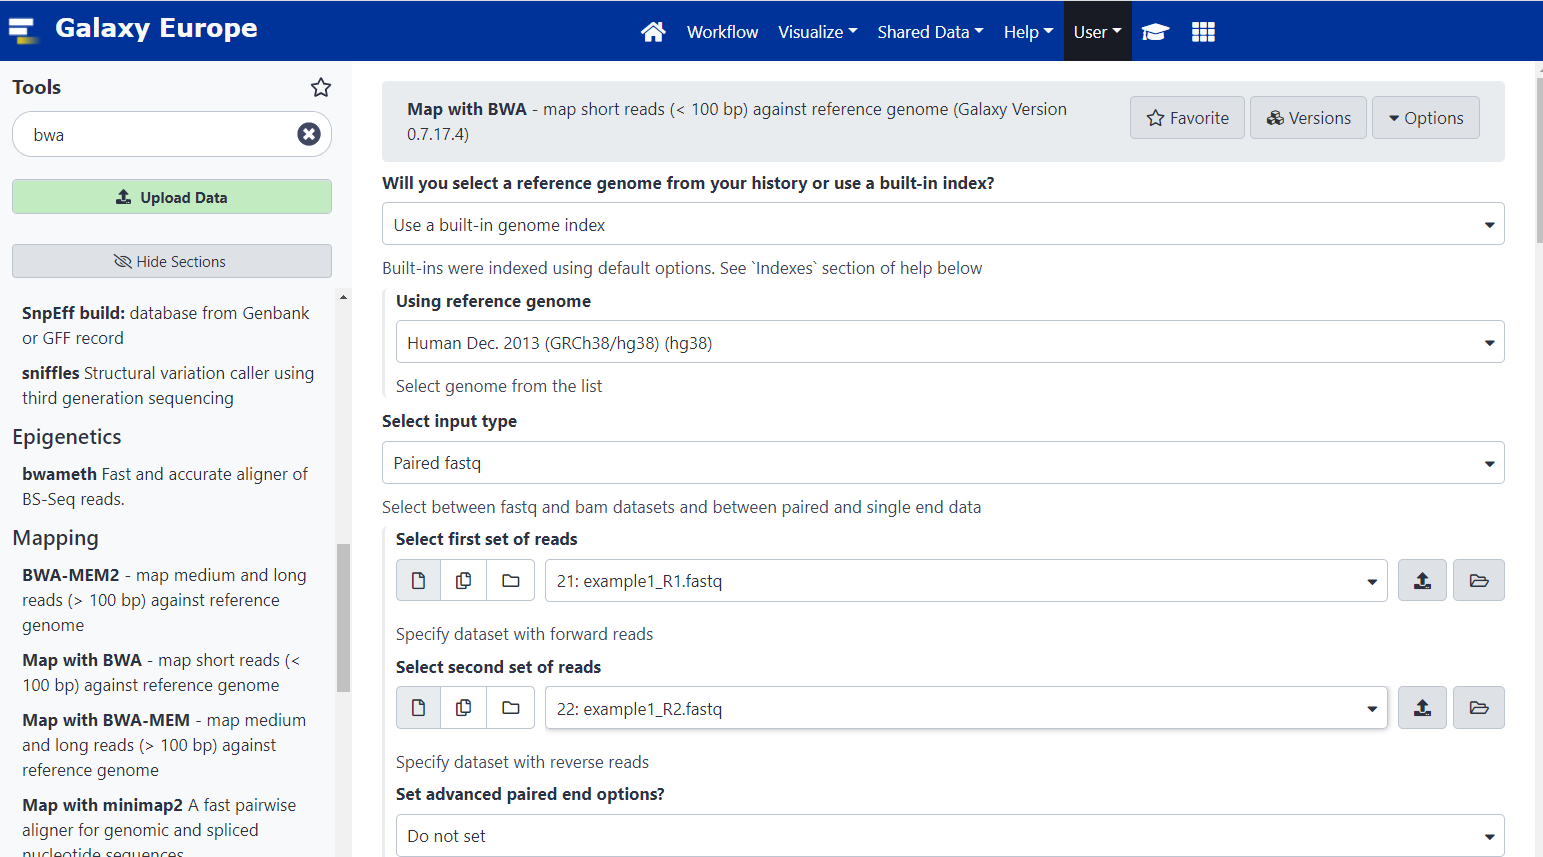 Galaxy Europe
Workflow
Visualize
Shared Data
Help
User
Tools
bwa
Upload Data
Hide Sections
SnpEff build: database from Genbank
or GFF record
sniffles Structural variation caller using
third generation sequencing
Epigenetics
bwameth Fast and accurate aligner of
BS-Seq reads.
Mapping
BWA-MEM2 - map medium and long
reads (> 100 bp) against reference
genome
Map with BWA - map short reads (<
100 bp) against reference genome
Map with BWA-MEM - map medium
and long reads (> 100 bp) against
reference genome
Map with minimap2 A fast pairwise
aligner for genomic and spliced
nucleotide sequences
Map with BWA - map short reads (< 100 bp) against reference genome (Galaxy Version
0.7.17.4)
Favorite
Versions
Options
Will you select a reference genome from your history or use a built-in index?
Use a built-in genome index
Built-ins were indexed using default options. See `Indexes` section of help below
Using reference genome
Human Dec. 2013 (GRCh38/hg38) (hg38)
Select genome from the list
Select input type
Paired fastq
Select between fastq and bam datasets and between paired and single end data
Select first set of reads
21: example1_R1.fastq
Specify dataset with forward reads
Select second set of reads
22: example1_R2.fastq
Specify dataset with reverse reads
Set advanced paired end options?
Do not set